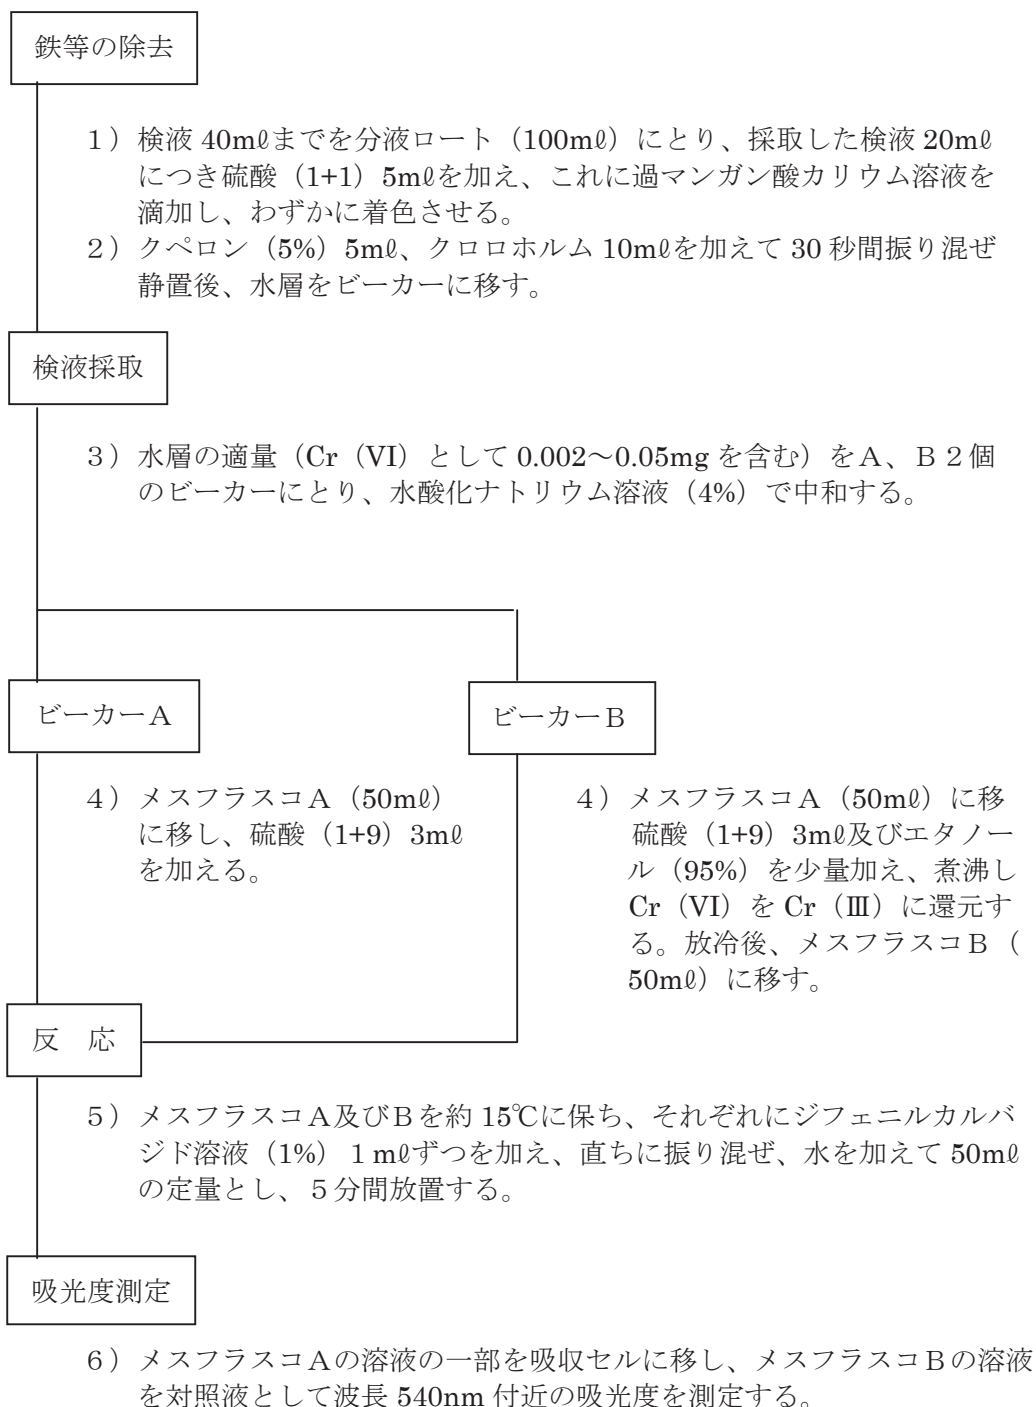 鉄等の除去
１）検液 40mℓまでを分液ロート（100mℓ）にとり、採取した検液 20mℓ
につき硫酸（1+1）5mℓを加え、これに過マンガン酸カリウム溶液を
滴加し、わずかに着色させる。
２）クペロン（5%）5mℓ、クロロホルム 10mℓを加えて 30 秒間振り混ぜ
静置後、水層をビーカーに移す。
検液採取
３）水層の適量（Cr（VI）として 0.002～0.05mg を含む）をＡ、Ｂ２個
のビーカーにとり、水酸化ナトリウム溶液（4%）で中和する。
ビーカーＡ
４）メスフラスコＡ（50mℓ）
に移し、硫酸（1+9）3mℓ
を加える。
ビーカーＢ
４）メスフラスコＡ（50mℓ）に移
硫酸（1+9）3mℓ及びエタノー
ル（95%）を少量加え、煮沸し
Cr（VI）を Cr（Ⅲ）に還元す
る。放冷後、メスフラスコＢ（
50mℓ）に移す。
反　応
５）メスフラスコＡ及びＢを約 15℃に保ち、それぞれにジフェニルカルバ
ジド溶液（1%）１mℓずつを加え、直ちに振り混ぜ、水を加えて 50mℓ
の定量とし、５分間放置する。
吸光度測定
６）メスフラスコＡの溶液の一部を吸収セルに移し、メスフラスコＢの溶液
を対照液として波長 540nm 付近の吸光度を測定する。